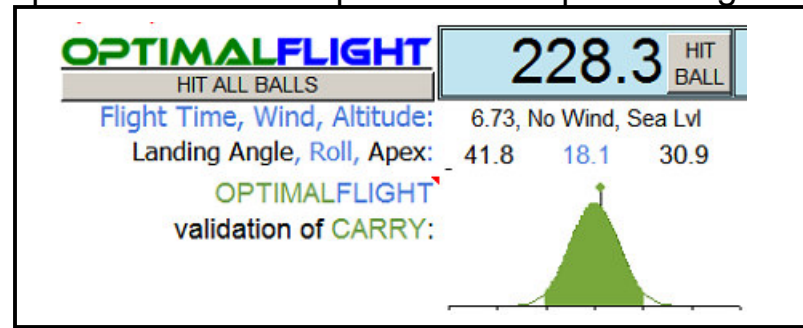 OPTIMALFLIGHT
228.3 HIT BALL
HIT ALL BALLS
Flight Time, Wind, Altitude: 6.73, No Wind, Sea Lvl
Landing Angle, Roll, Apex: 41.8 18.1 30.9
OPTIMALFLIGHT
validation of CARRY: